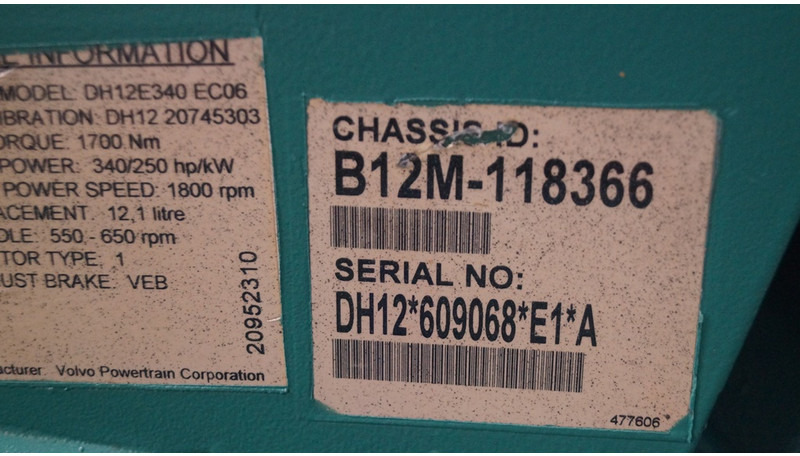 INFORMATION
MODEL: DH12E340 EC06
IBRATION: DH12 20745303
ORQUE: 1700 Nm
POWER: 340/250 hp/kW
POWER SPEED: 1800 rpm
ACEMENT: 12,1 litre
DLE: 550 - 650 rpm
TOR TYPE: 1
UST BRAKE: VEB
20952310
acturer: Volvo Powertrain Corporation
CHASSIS ID:
B12M-118366
SERIAL NO:
DH12*609068*E1*A
477606